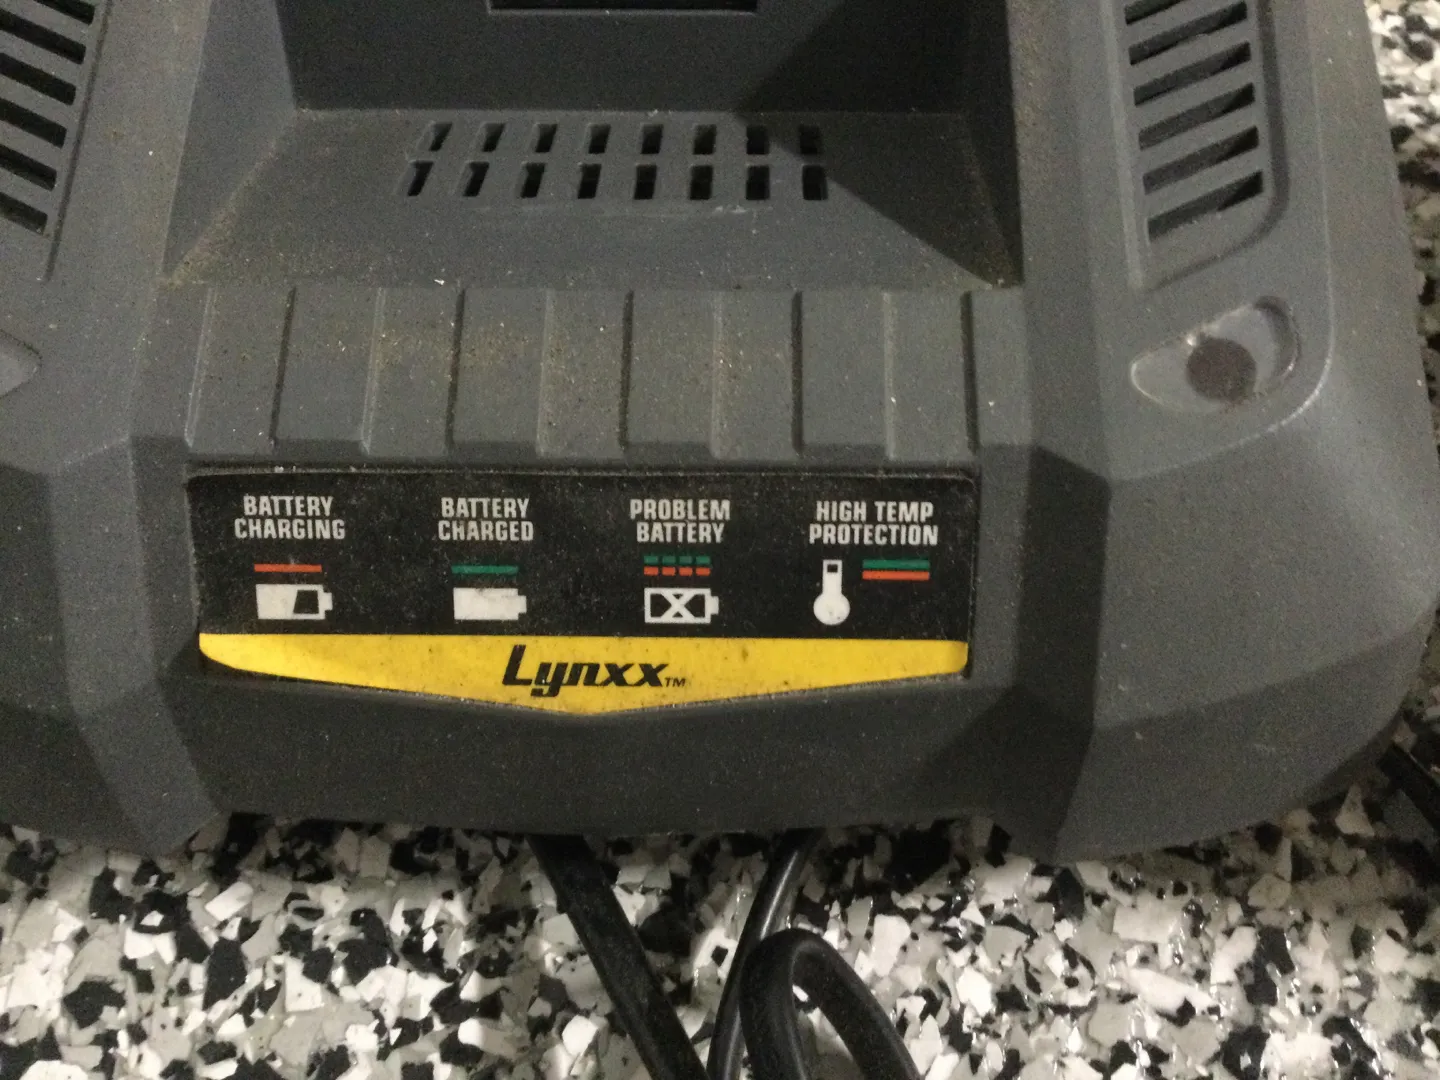 BATTERY
CHARGING
BATTERY
CHARGED
PROBLEM
BATTERY
HIGH TEMP
PROTECTION
Lynxx™